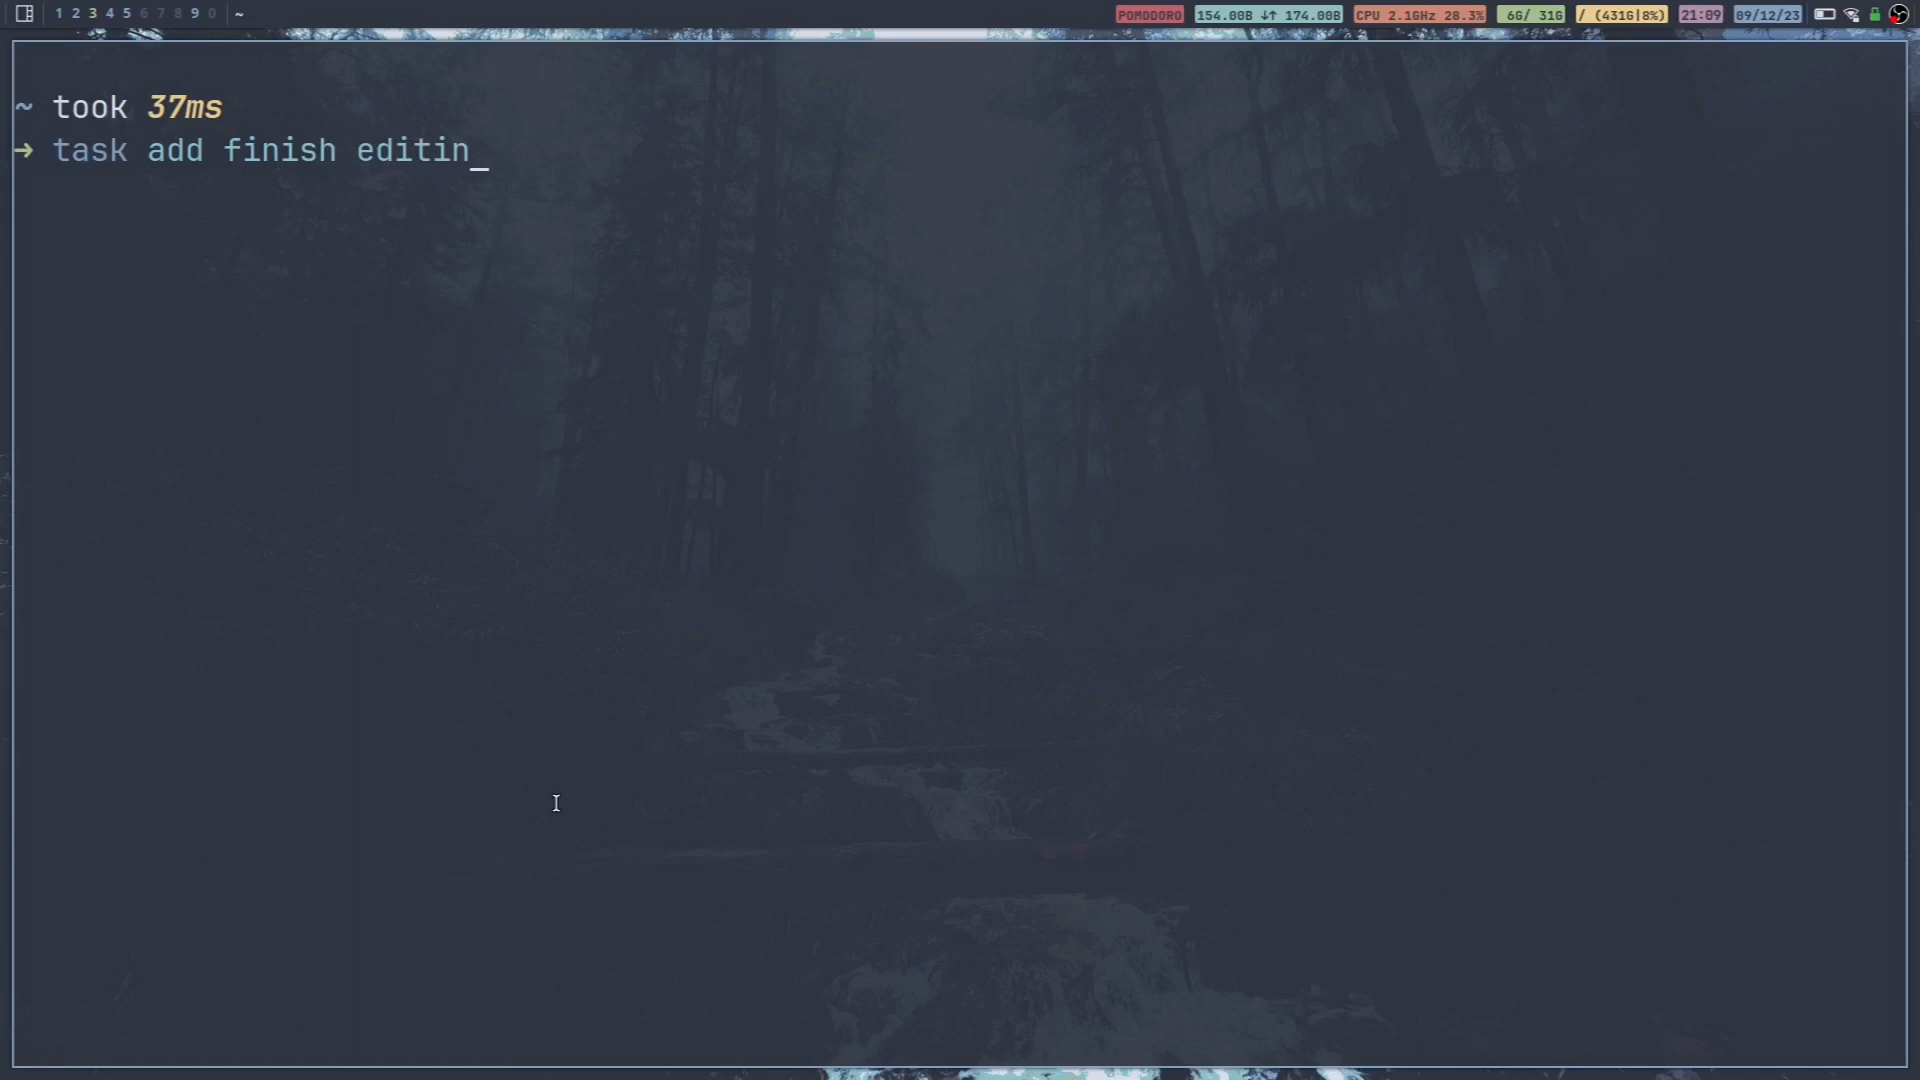 1 2 3 4 5 6 7 8 9 0 ~ POMODORO 154.00B ↓↑ 174.00B CPU 2.1GHz 28.3% 6G/ 31G / (431G|8%) 21:09 09/12/23
~ took 37ms
→ task add finish editin_